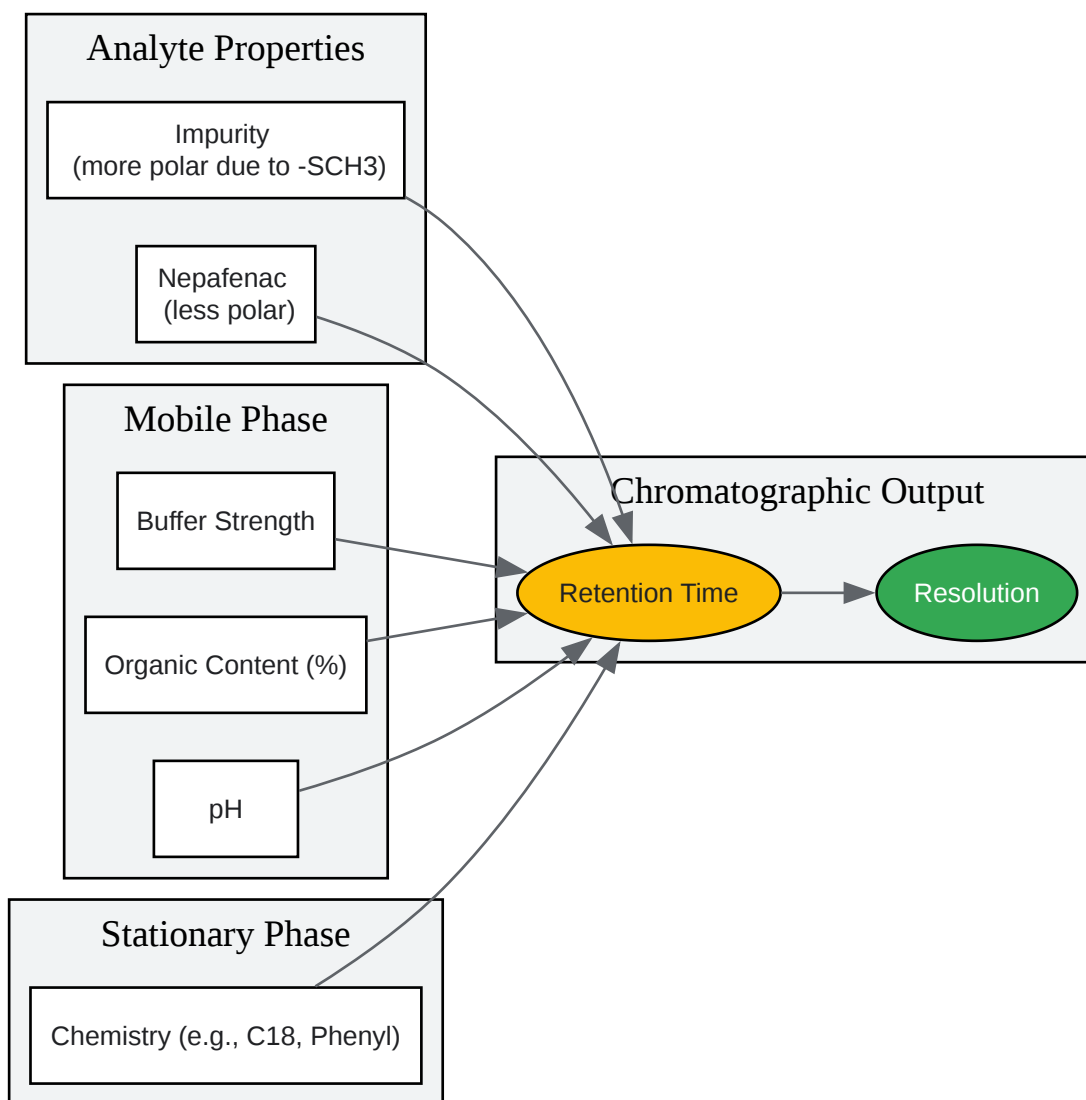 Analyte Properties
Impurity
(more polar due to -SCH3)
Nepafenac
(less polar)
Mobile Phase
Buffer Strength
Organic Content (%)
pH
Stationary Phase
Chemistry (e.g., C18, Phenyl)
Chromatographic Output
Retention Time
Resolution